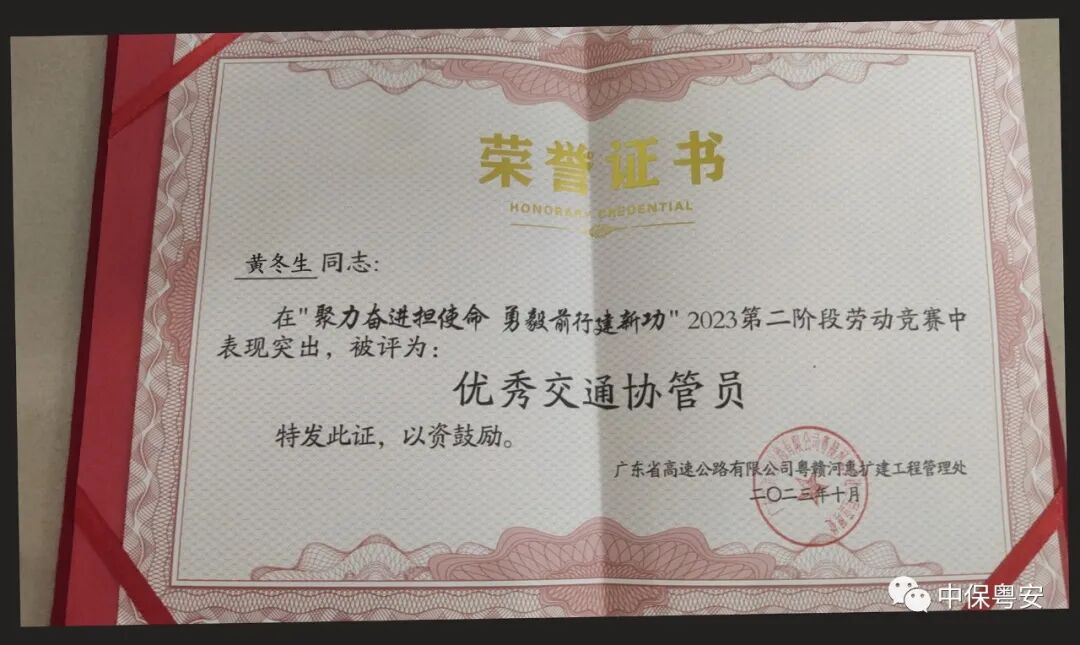 荣誉证书
HONORARY CREDENTIAL
黄冬生同志：
在"聚力奋进担使命 勇毅前行建新功"2023第二阶段劳动竞赛中
表现突出，被评为：
优秀交通协管员
特发此证，以资鼓励。
广东省高速公路有限公司粤赣河惠扩建工程管理处
二〇二三年十月
中保粤安